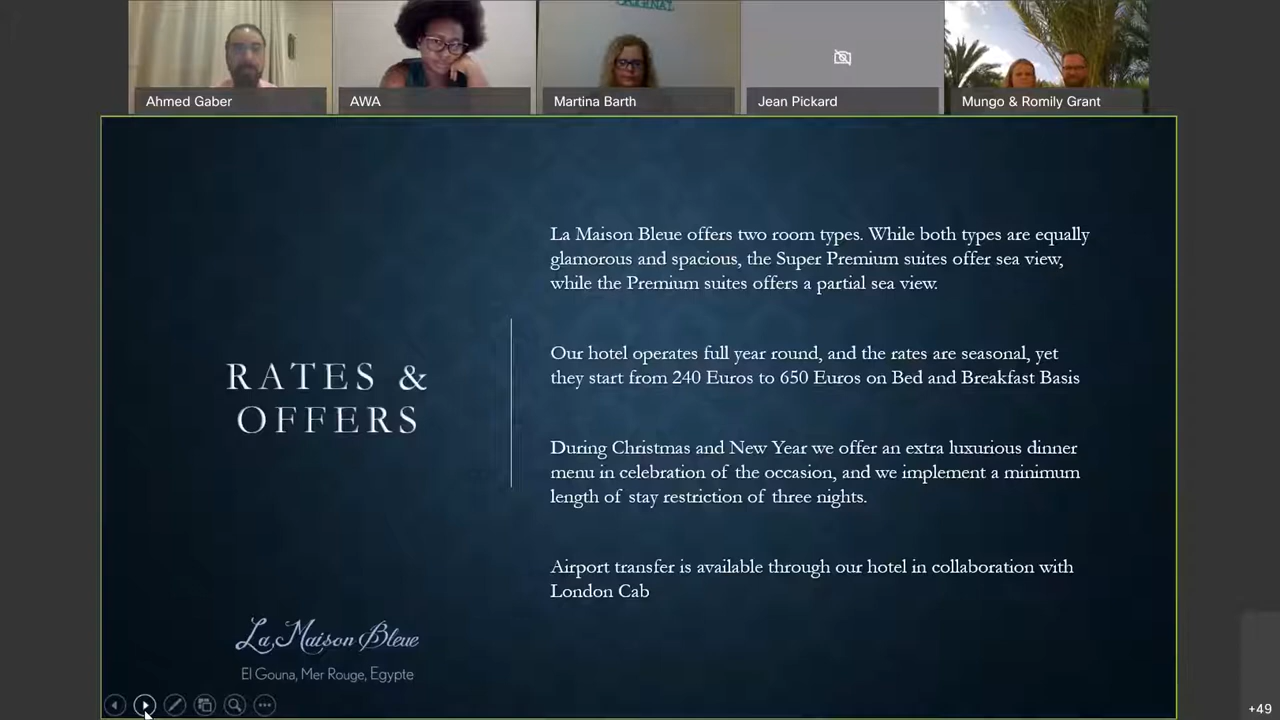 ORIGINAL
Ahmed Gaber
AWA
Martina Barth
Jean Pickard
Mungo & Romily Grant
La Maison Bleue offers two room types. While both types are equally
glamorous and spacious, the Super Premium suites offer sea view,
while the Premium suites offers a partial sea view.
Our hotel operates full year round, and the rates are seasonal, yet
they start from 240 Euros to 650 Euros on Bed and Breakfast Basis
RATES &
OFFERS
During Christmas and New Year we offer an extra luxurious dinner
menu in celebration of the occasion, and we implement a minimum
length of stay restriction of three nights.
Airport transfer is available through our hotel in collaboration with
London Cab
La Maison Bleue
El Gouna, Mer Rouge, Egypte
+49